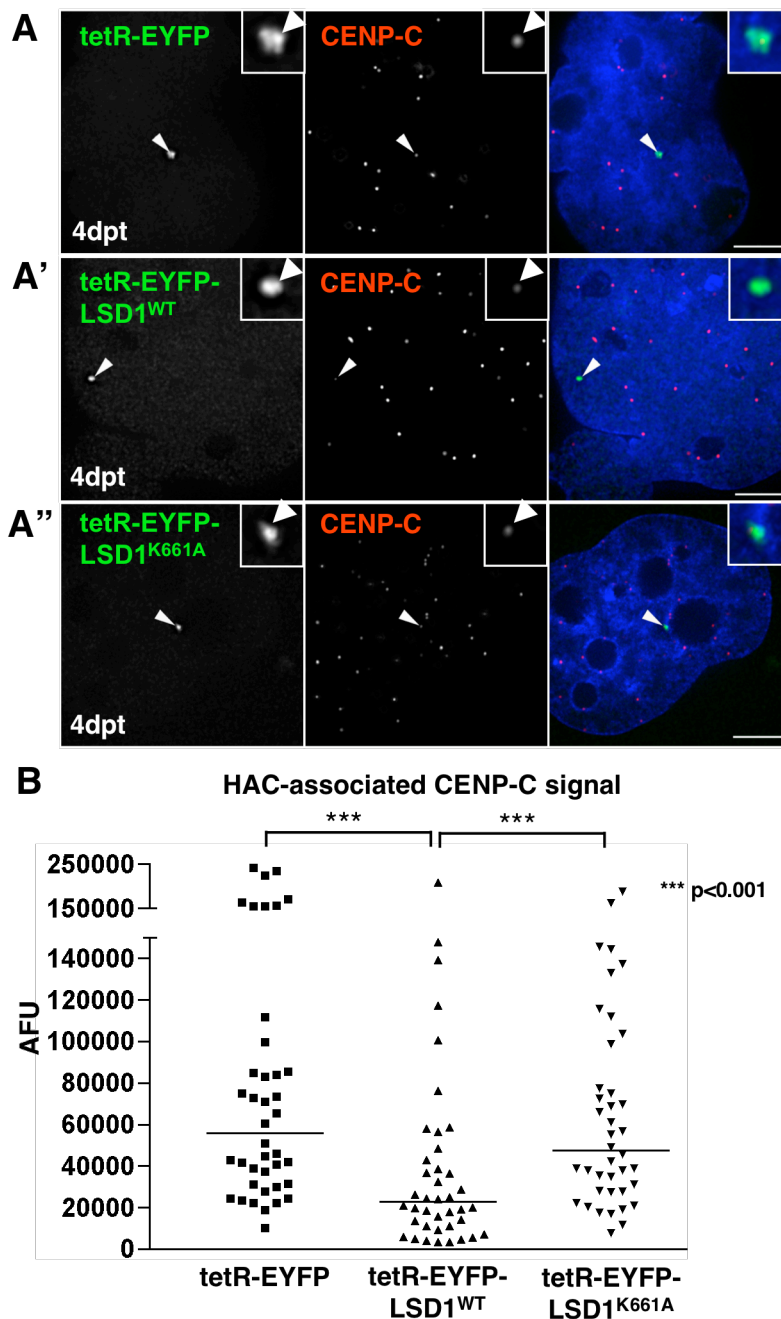 A
tetR-EYFP
CENP-C
4dpt
A'
tetR-EYFP-
LSD1WT
CENP-C
4dpt
A"
tetR-EYFP-
LSD1K661A
CENP-C
4dpt
B
HAC-associated CENP-C signal
***
***
*** p<0.001
AFU
250000
150000
140000
120000
100000
80000
60000
40000
20000
0
tetR-EYFP
tetR-EYFP-
LSD1WT
tetR-EYFP-
LSD1K661A